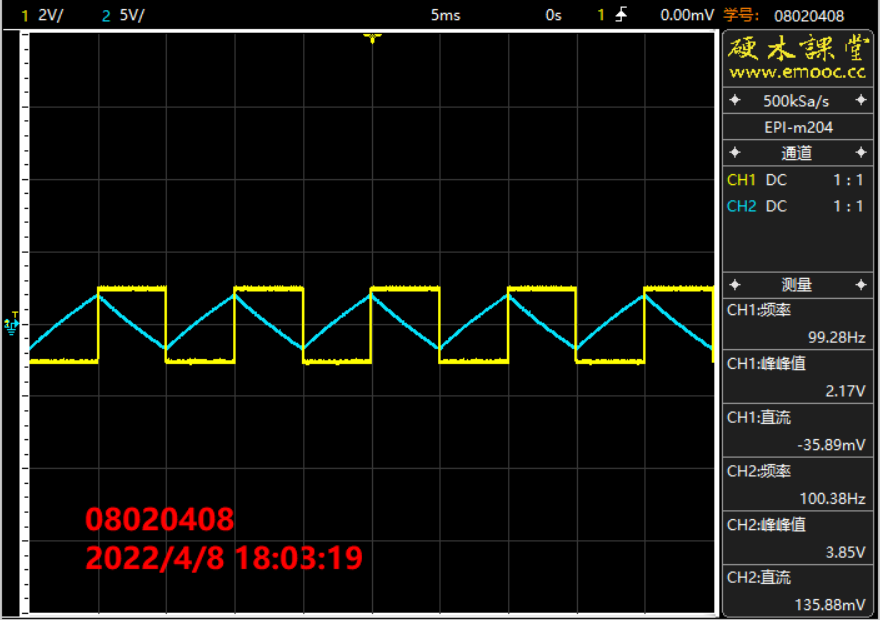 1 2V/ 2 5V/ 5ms 0s 1 0.00mV 学号: 08020408
硬木課堂
www.emooc.cc
500kSa/s
EPI-m204
通道
CH1 DC 1 : 1
CH2 DC 1 : 1
测量
CH1:频率
99.28Hz
CH1:峰峰值
2.17V
CH1:直流
-35.89mV
CH2:频率
100.38Hz
CH2:峰峰值
3.85V
CH2:直流
135.88mV
T
08020408
2022/4/8 18:03:19